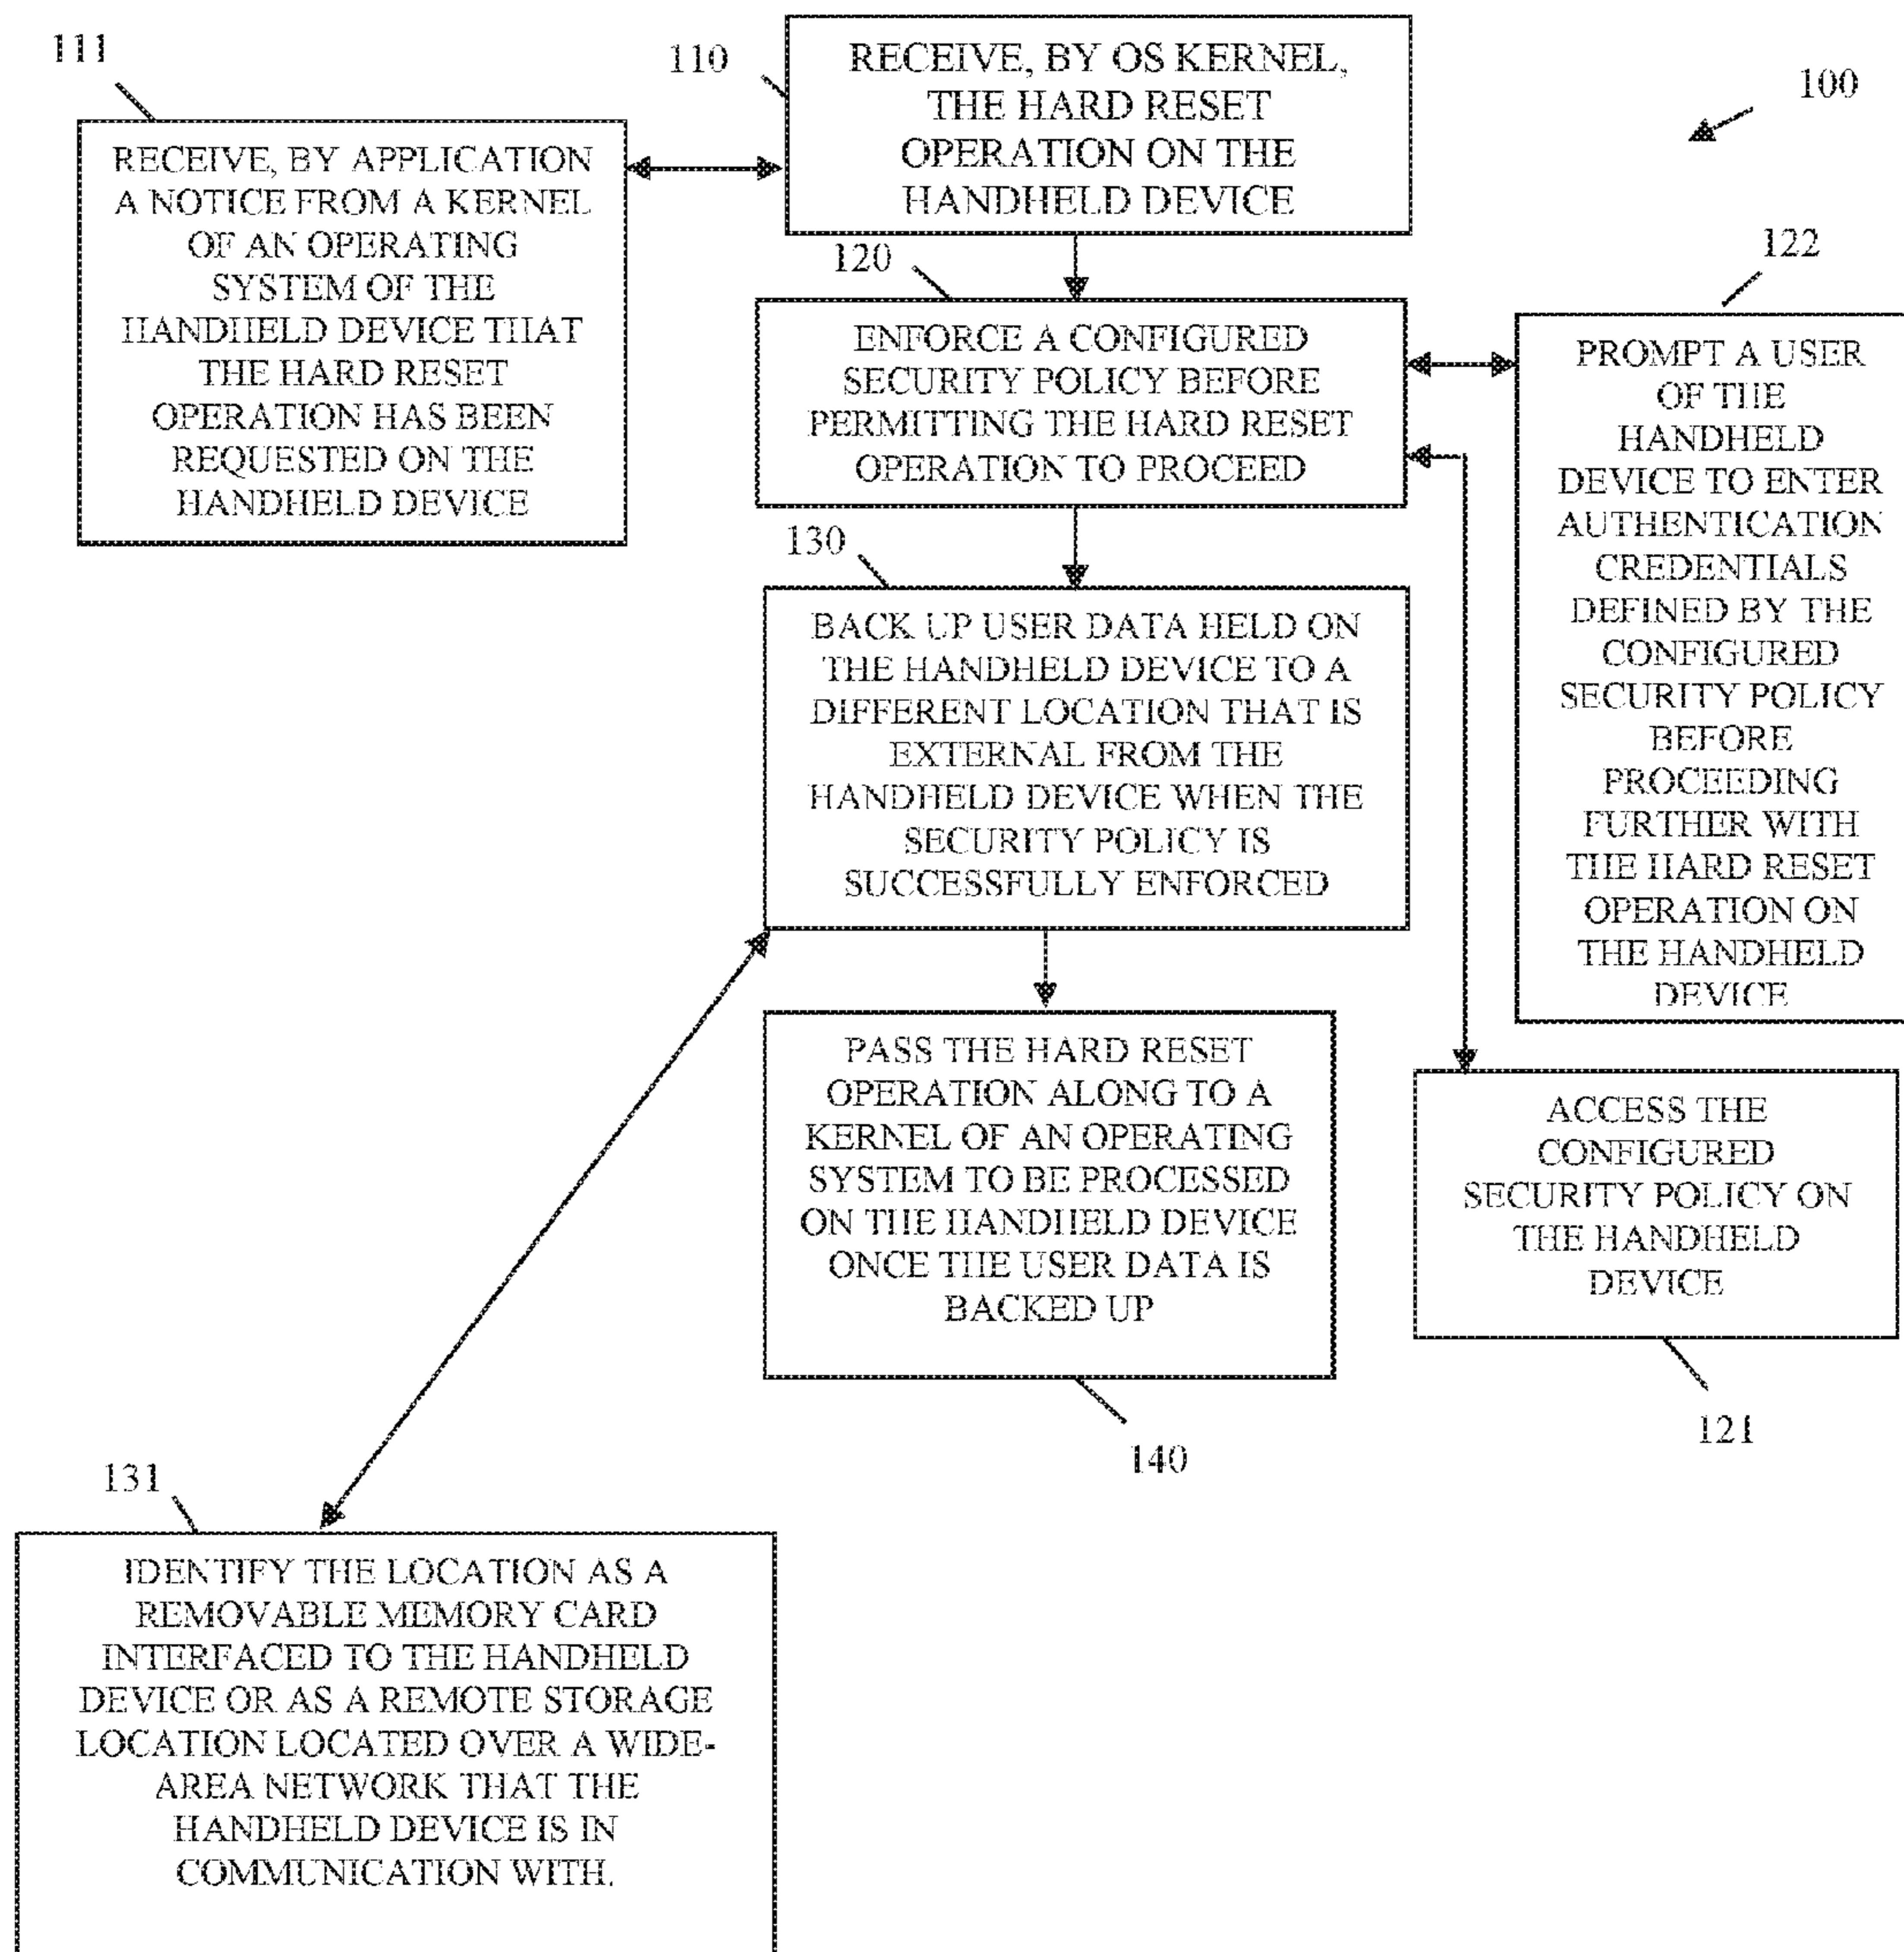 111
RECEIVE, BY APPLICATION
A NOTICE FROM A KERNEL
OF AN OPERATING
SYSTEM OF THE
HANDHELD DEVICE THAT
THE HARD RESET
OPERATION HAS BEEN
REQUESTED ON THE
HANDHELD DEVICE
110
RECEIVE, BY OS KERNEL,
THE HARD RESET
OPERATION ON THE
HANDHELD DEVICE
100
120
ENFORCE A CONFIGURED
SECURITY POLICY BEFORE
PERMITTING THE HARD RESET
OPERATION TO PROCEED
122
PROMPT A USER
OF THE
HANDHELD
DEVICE TO ENTER
AUTHENTICATION
CREDENTIALS
DEFINED BY THE
CONFIGURED
SECURITY POLICY
BEFORE
PROCEEDING
FURTHER WITH
THE HARD RESET
OPERATION ON
THE HANDHELD
DEVICE
130
BACK UP USER DATA HELD ON
THE HANDHELD DEVICE TO A
DIFFERENT LOCATION THAT IS
EXTERNAL FROM THE
HANDHELD DEVICE WHEN THE
SECURITY POLICY IS
SUCCESSFULLY ENFORCED
PASS THE HARD RESET
OPERATION ALONG TO A
KERNEL OF AN OPERATING
SYSTEM TO BE PROCESSED
ON THE HANDHELD DEVICE
ONCE THE USER DATA IS
BACKED UP
140
ACCESS THE
CONFIGURED
SECURITY POLICY ON
THE HANDHELD
DEVICE
121
131
IDENTIFY THE LOCATION AS A
REMOVABLE MEMORY CARD
INTERFACED TO THE HANDHELD
DEVICE OR AS A REMOTE STORAGE
LOCATION LOCATED OVER A WIDE-
AREA NETWORK THAT THE
HANDHELD DEVICE IS IN
COMMUNICATION WITH.